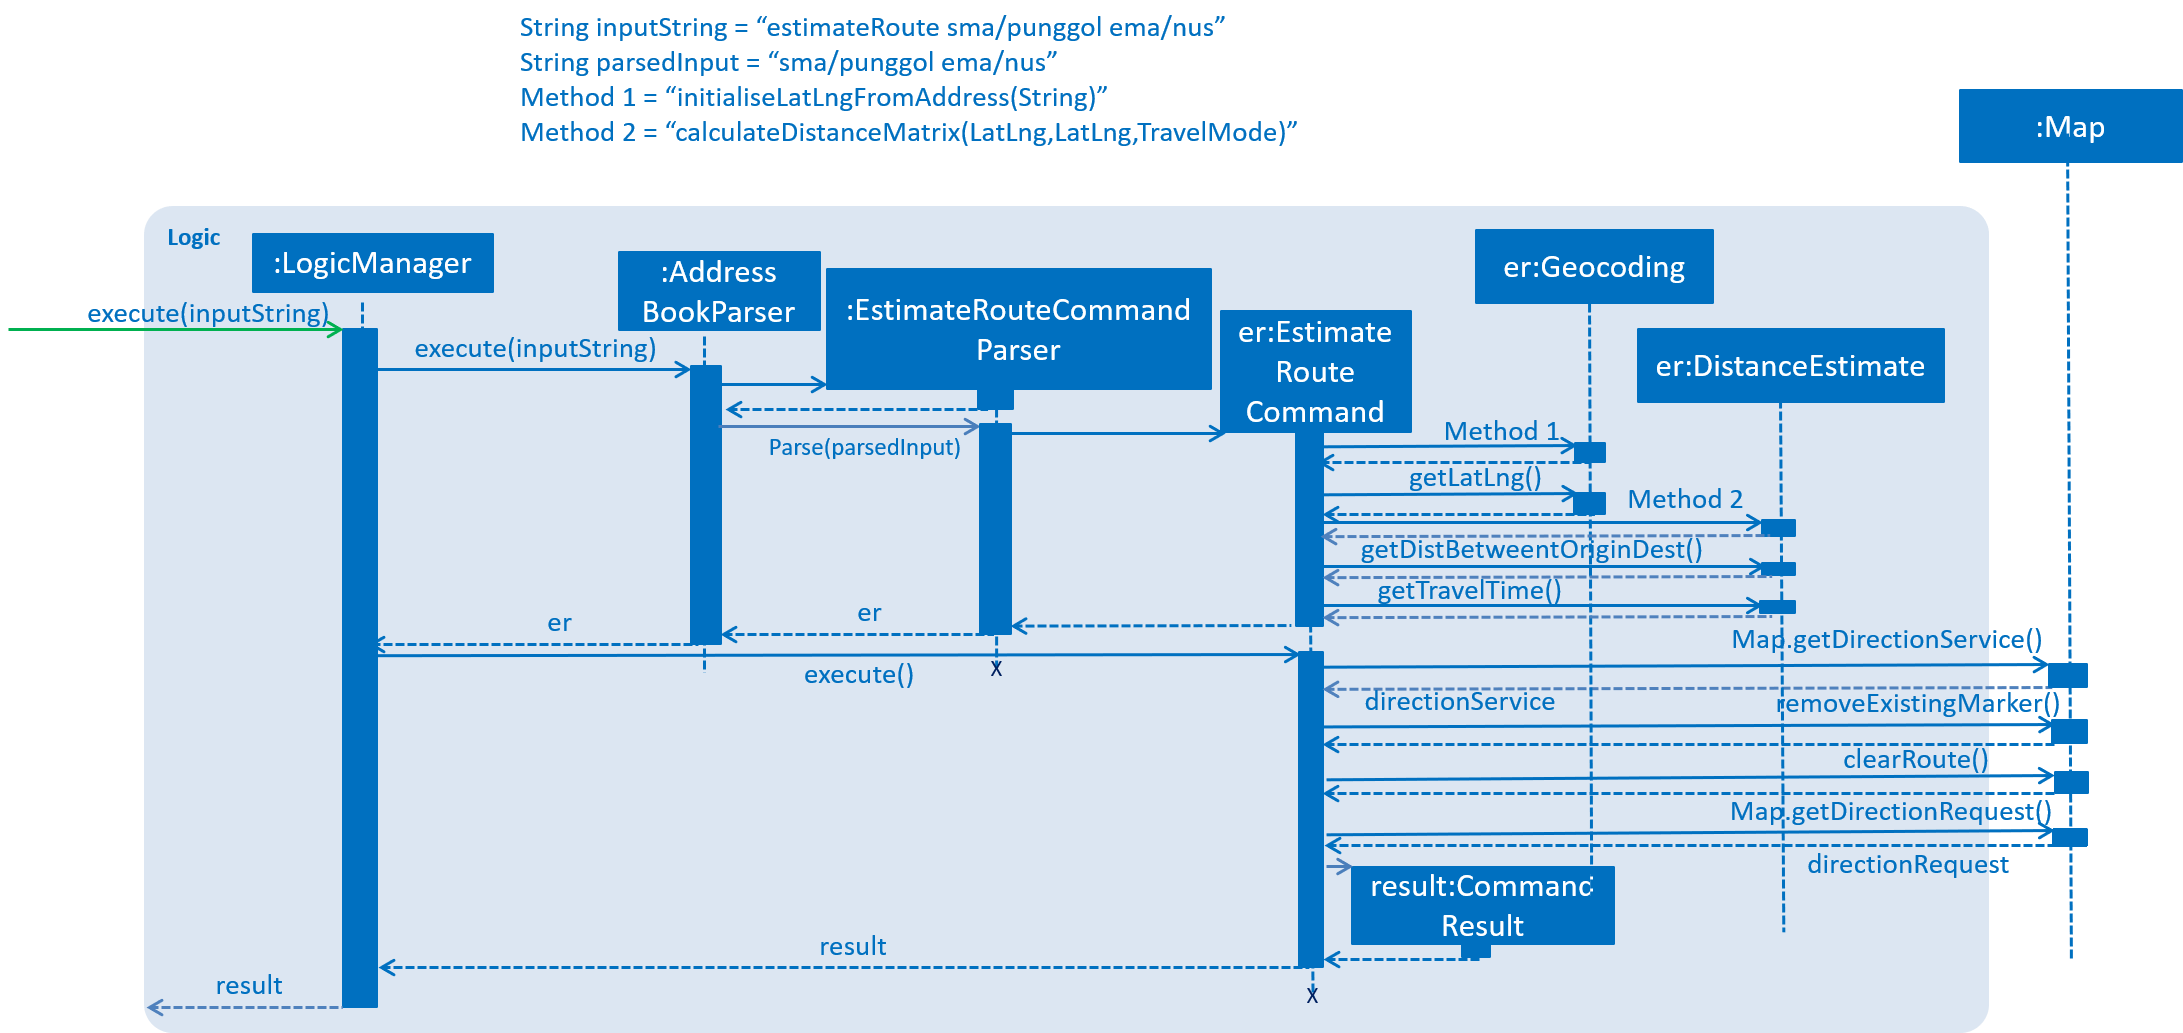 String inputString = “estimateRoute sma/punggol ema/nus”
String parsedInput = “sma/punggol ema/nus”
Method 1 = “initialiseLatLngFromAddress(String)”
Method 2 = “calculateDistanceMatrix(LatLng,LatLng,TravelMode)”
:Map
Logic
:LogicManager
:Address
BookParser
:EstimateRouteCommand
Parser
er:Estimate
Route
Command
er:Geocoding
er:DistanceEstimate
execute(inputString)
execute(inputString)
Parse(parsedInput)
Method 1
getLatLng()
Method 2
getDistBetweentOriginDest()
getTravelTime()
er
er
execute()
X
Map.getDirectionService()
directionService
removeExistingMarker()
clearRoute()
Map.getDirectionRequest()
directionRequest
result:Command
Result
result
result
X